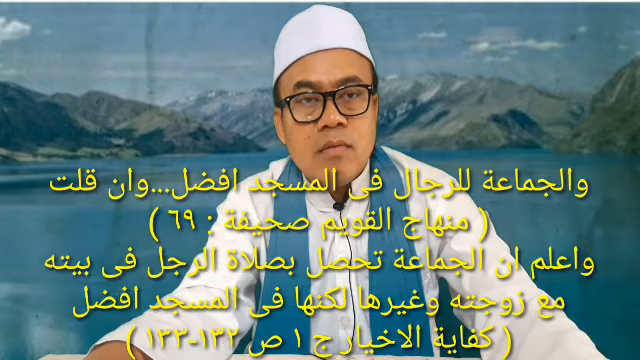 والجماعة للرجال فى المسجد افضل...وان قلت
( منهاج القويم صحيفة : ٦٩ )
واعلم ان الجماعة تحصل بصلاة الرجل فى بيته
مع زوجته وغيرها لكنها فى المسجد افضل
( كفاية الاخيار ج ١ ص ١٣٢-١٣٣ )